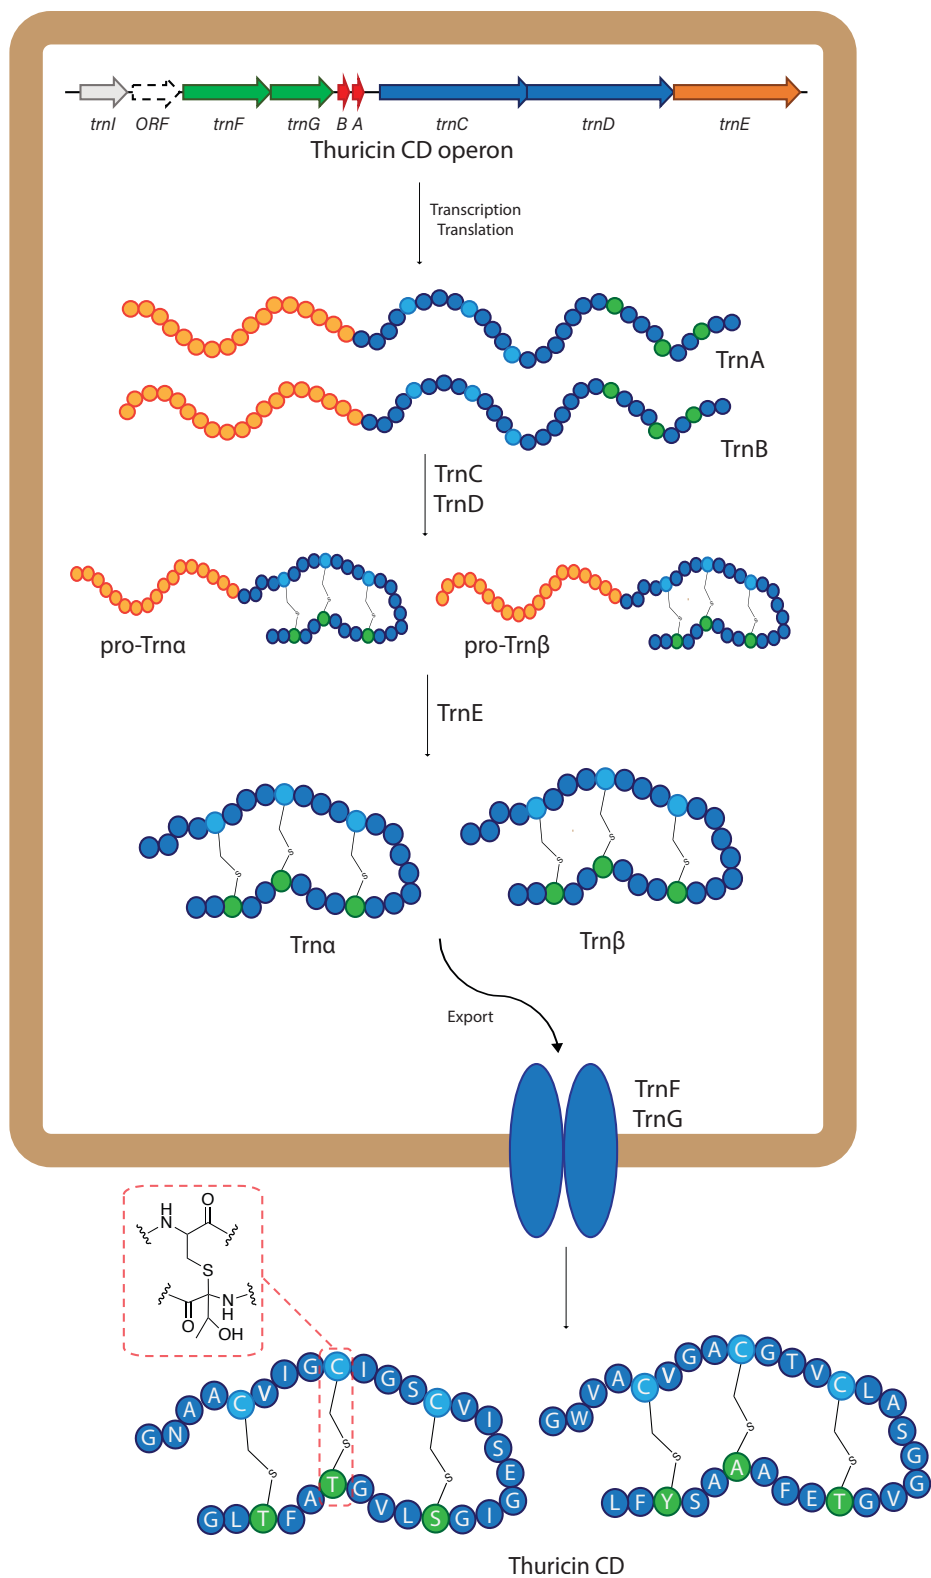 trnI ORF trnF trnG B A trnC trnD trnE
Thuricin CD operon
Transcription
Translation
TrnA
TrnB
TrnC
TrnD
S S S
S S S
pro-Trnα
pro-Trnβ
TrnE
S S S
S S S
Trnα
Trnβ
Export
TrnF
TrnG
H
N
O
S
O
N
H
OH
G N A A C V I G C I G S C V I S E G I G S L V G T A F T L G
S S S
G W V A C V G A C G T V C L A S G G V G T E F A A A S Y F L
S S S
Thuricin CD